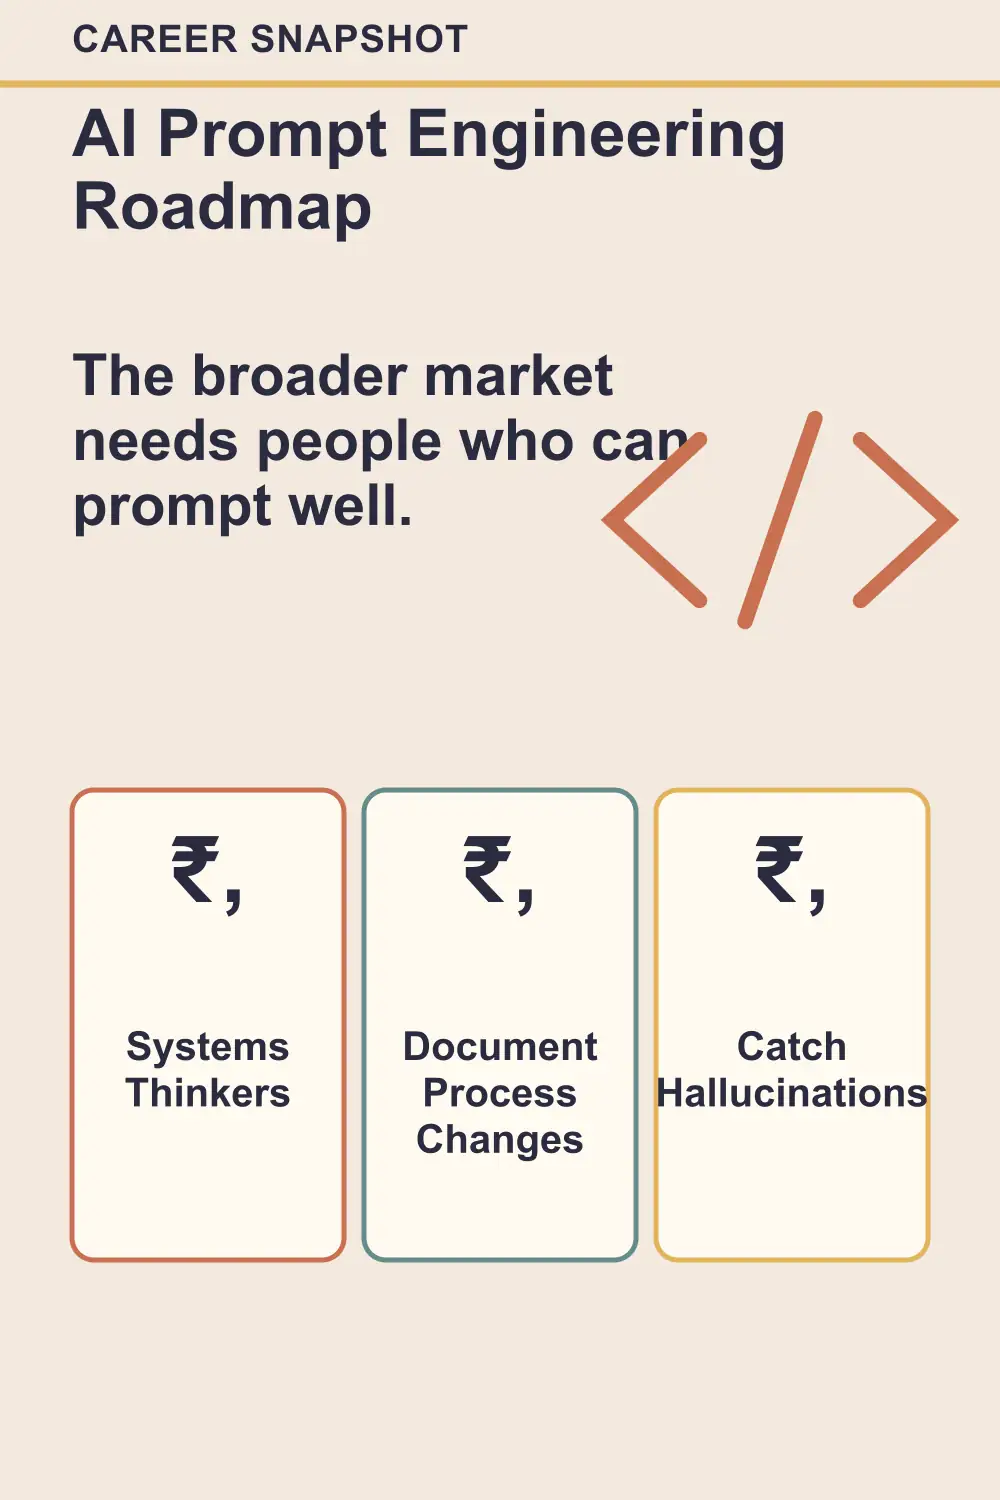 CAREER SNAPSHOT
AI Prompt Engineering
Roadmap
The broader market
needs people who can
prompt well.
</>
₹,
Systems
Thinkers
₹,
Document
Process
Changes
₹,
Catch
Hallucinations